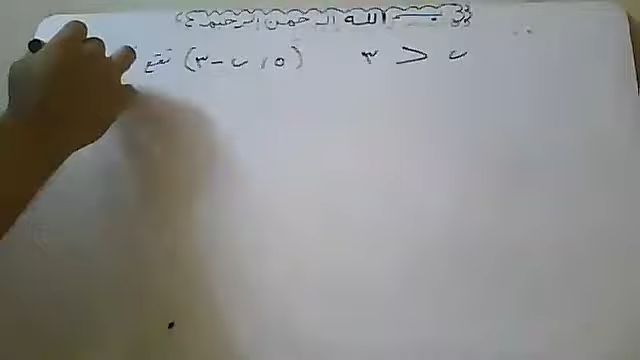 بسم الله الرحمن الرحيم
٣ > س (٥ ، س - ٣) تقع